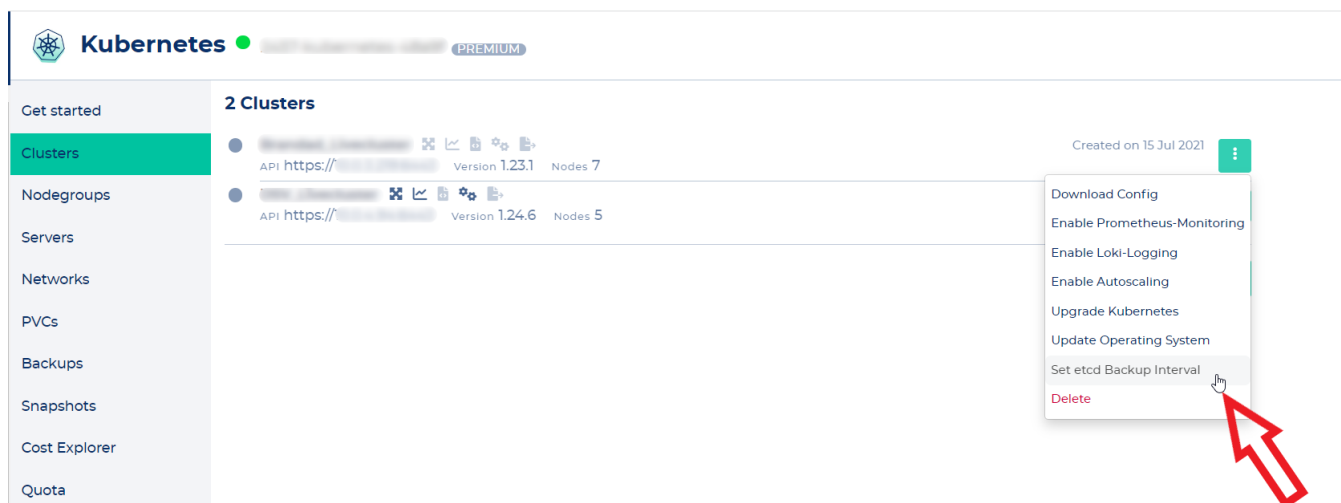 Kubernetes PREMIUM
Get started
Clusters
Nodegroups
Servers
Networks
PVCs
Backups
Snapshots
Cost Explorer
Quota
2 Clusters
Created on 15 Jul 2021
API https:// Version 1.23.1 Nodes 7
API https:// Version 1.24.6 Nodes 5
Download Config
Enable Prometheus-Monitoring
Enable Loki-Logging
Enable Autoscaling
Upgrade Kubernetes
Update Operating System
Set etcd Backup Interval
Delete